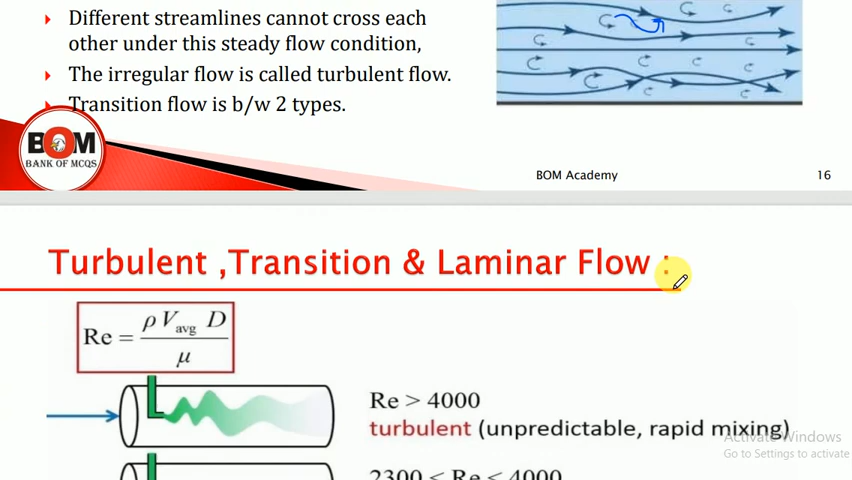 Different streamlines cannot cross each
other under this steady flow condition,
The irregular flow is called turbulent flow.
Transition flow is b/w 2 types.
BOM
BANK OF MCQS
BOM Academy
16
Turbulent ,Transition & Laminar Flow :
Re = ρ V_avg D / μ
Re > 4000
turbulent (unpredictable, rapid mixing)
Activate Windows
Go to Settings to activate
2300 < Re < 4000